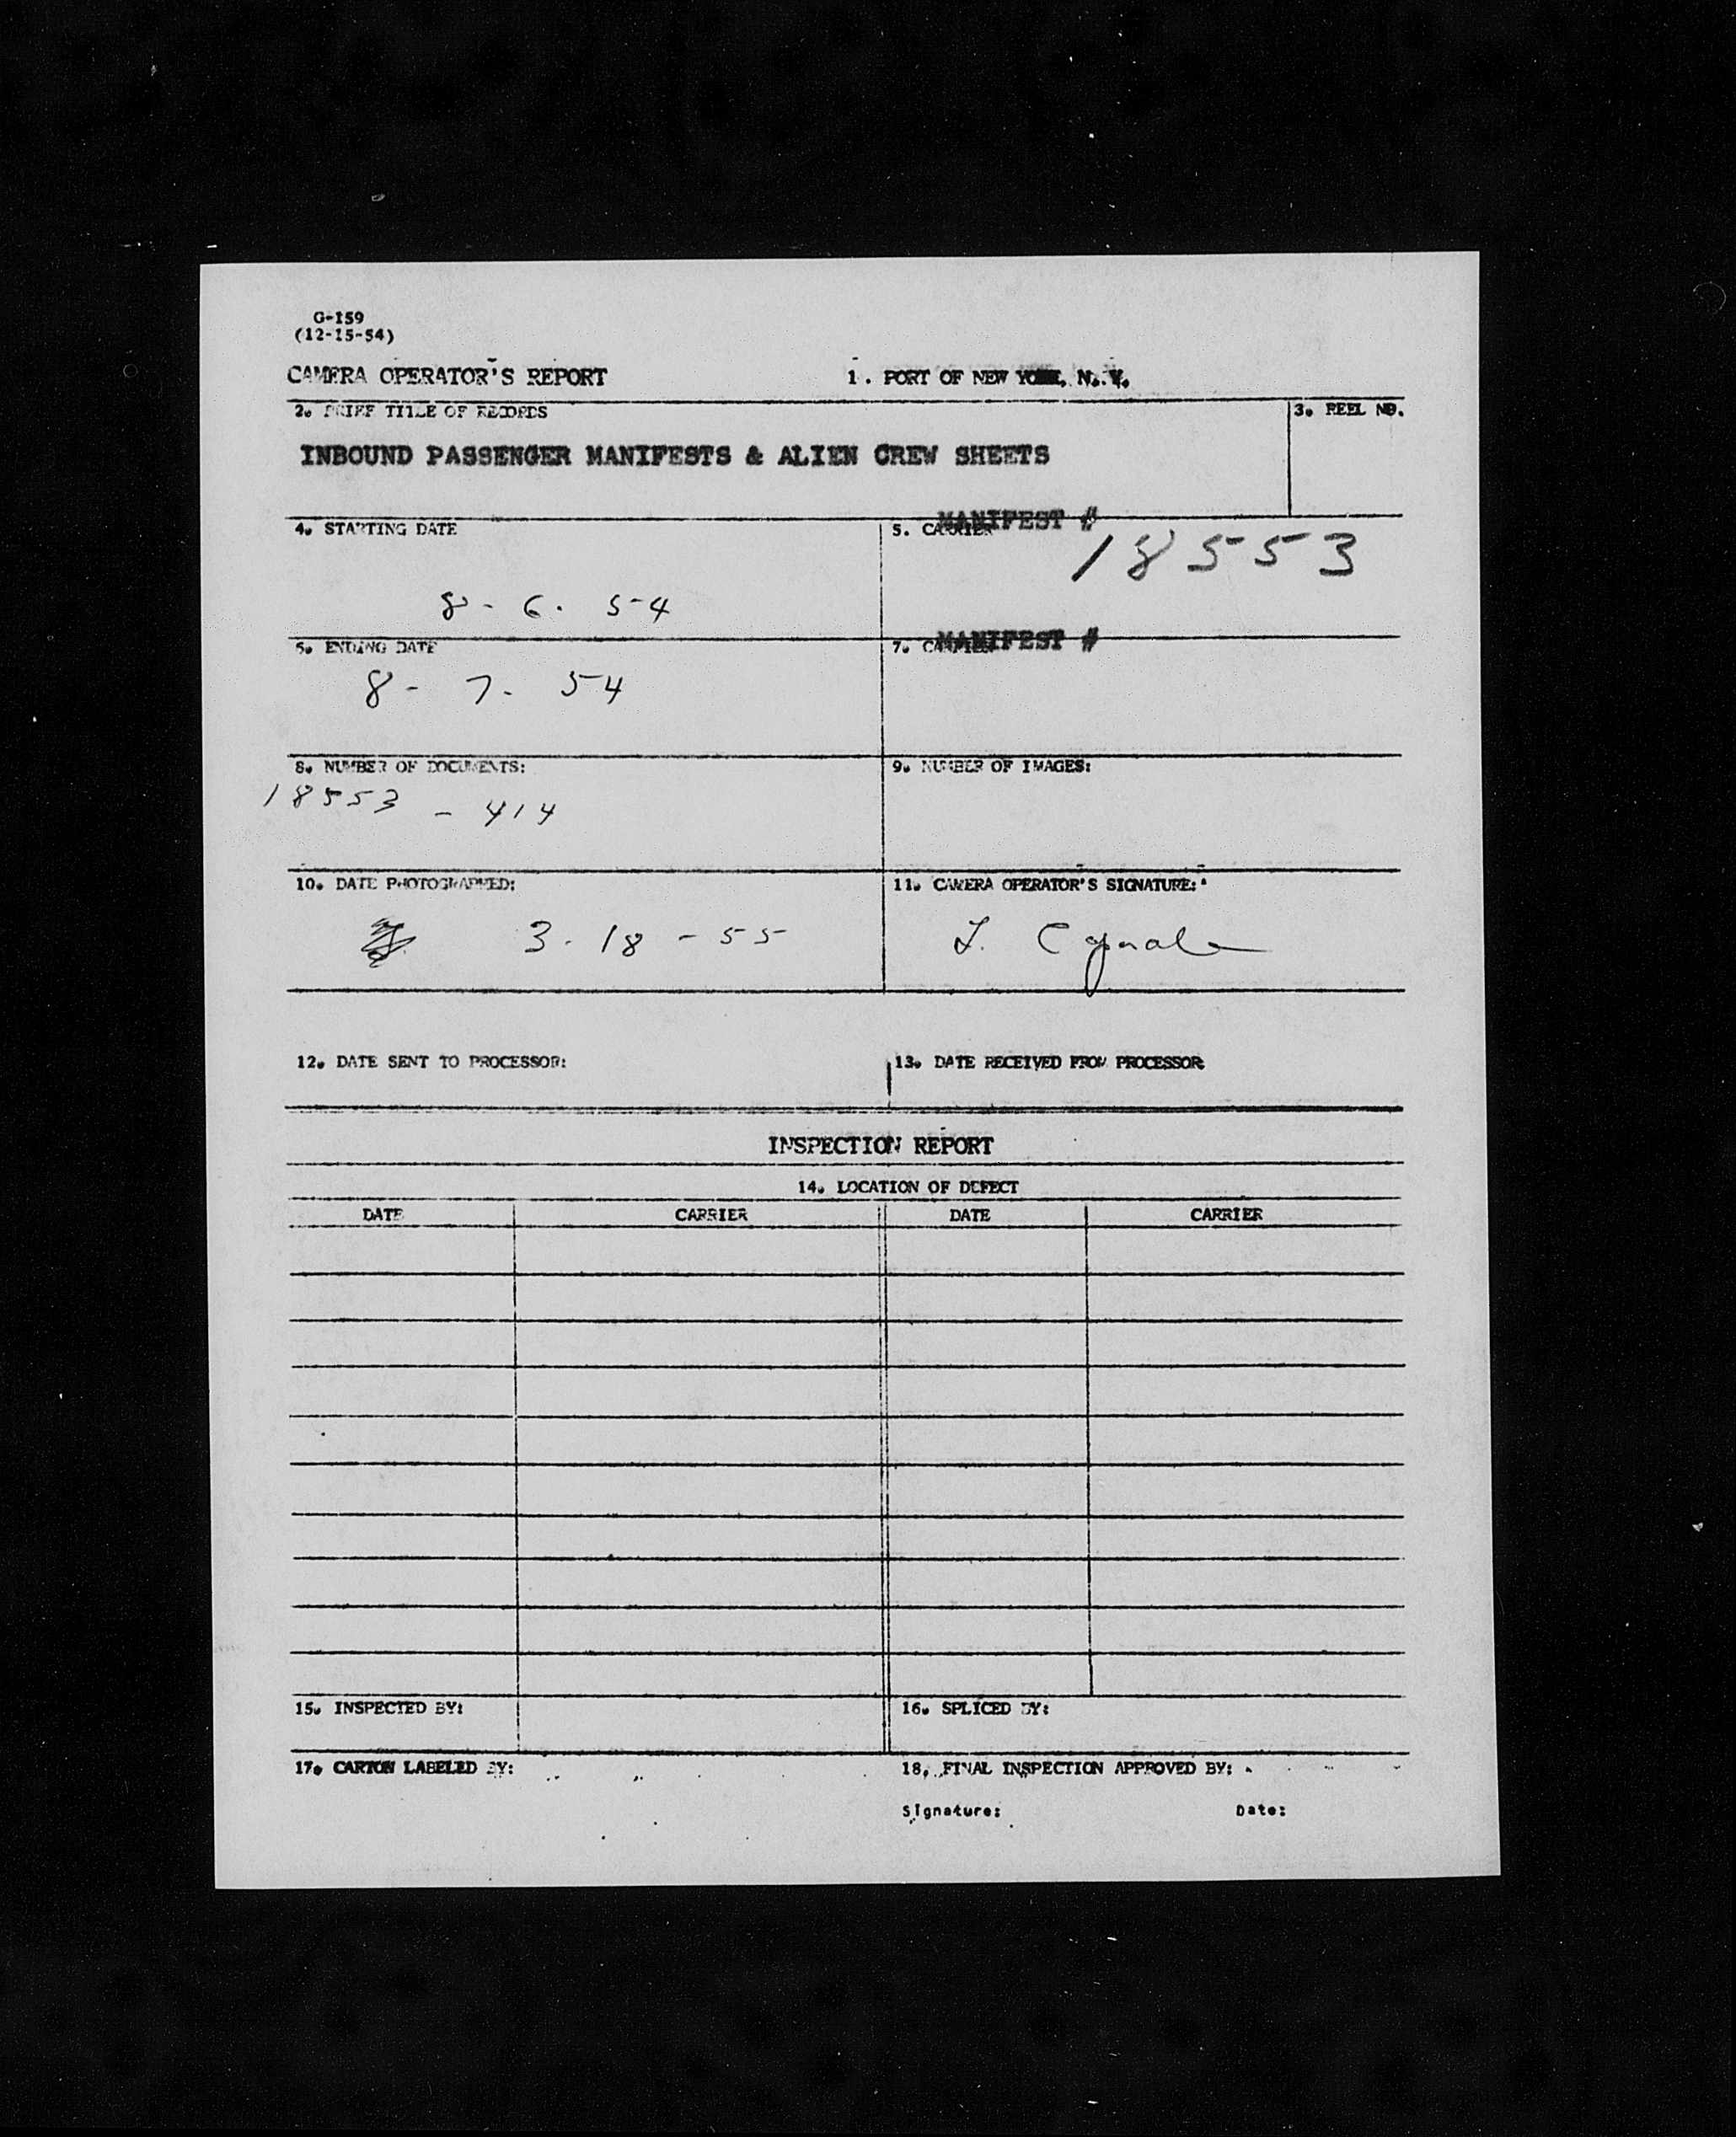 G-159
(12-15-54)
CAMERA OPERATOR'S REPORT 1. PORT OF NEW YORK, N.Y.
2. BRIEF TITLE OF RECORDS 3. REEL NO.
INBOUND PASSENGER MANIFESTS & ALIEN CREW SHEETS
4. STARTING DATE 5. CARRIER MANIFEST #
18553
8-6.54
6. ENDING DATE 7. CARRIER MANIFEST #
8-7.54
8. NUMBER OF DOCUMENTS: 9. NUMBER OF IMAGES:
18553 - 414
10. DATE PHOTOGRAPHED: 11. CAMERA OPERATOR'S SIGNATURE:
3-18-55
12. DATE SENT TO PROCESSOR: 13. DATE RECEIVED FROM PROCESSOR
INSPECTION REPORT
14. LOCATION OF DEFECT
DATE CARRIER DATE CARRIER
15. INSPECTED BY: 16. SPLICED BY:
17. CARTON LABELED BY: 18. FINAL INSPECTION APPROVED BY:
Signature: Date: